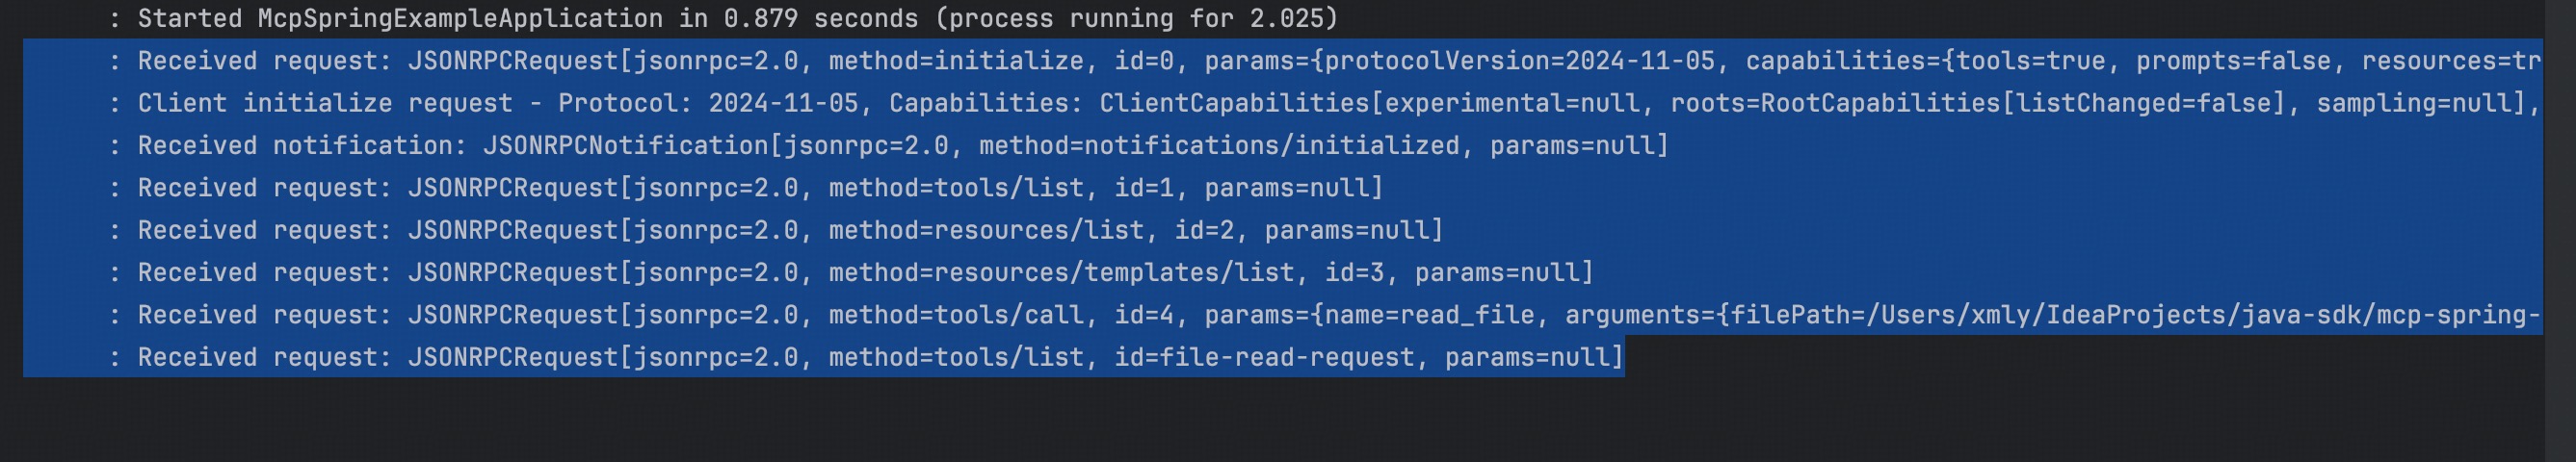 : Started McpSpringExampleApplication in 0.879 seconds (process running for 2.025)
: Received request: JSONRPCRequest[jsonrpc=2.0, method=initialize, id=0, params={protocolVersion=2024-11-05, capabilities={tools=true, prompts=false, resources=tr
: Client initialize request - Protocol: 2024-11-05, Capabilities: ClientCapabilities[experimental=null, roots=RootCapabilities[listChanged=false], sampling=null],
: Received notification: JSONRPCNotification[jsonrpc=2.0, method=notifications/initialized, params=null]
: Received request: JSONRPCRequest[jsonrpc=2.0, method=tools/list, id=1, params=null]
: Received request: JSONRPCRequest[jsonrpc=2.0, method=resources/list, id=2, params=null]
: Received request: JSONRPCRequest[jsonrpc=2.0, method=resources/templates/list, id=3, params=null]
: Received request: JSONRPCRequest[jsonrpc=2.0, method=tools/call, id=4, params={name=read_file, arguments={filePath=/Users/xmly/IdeaProjects/java-sdk/mcp-spring-
: Received request: JSONRPCRequest[jsonrpc=2.0, method=tools/list, id=file-read-request, params=null]